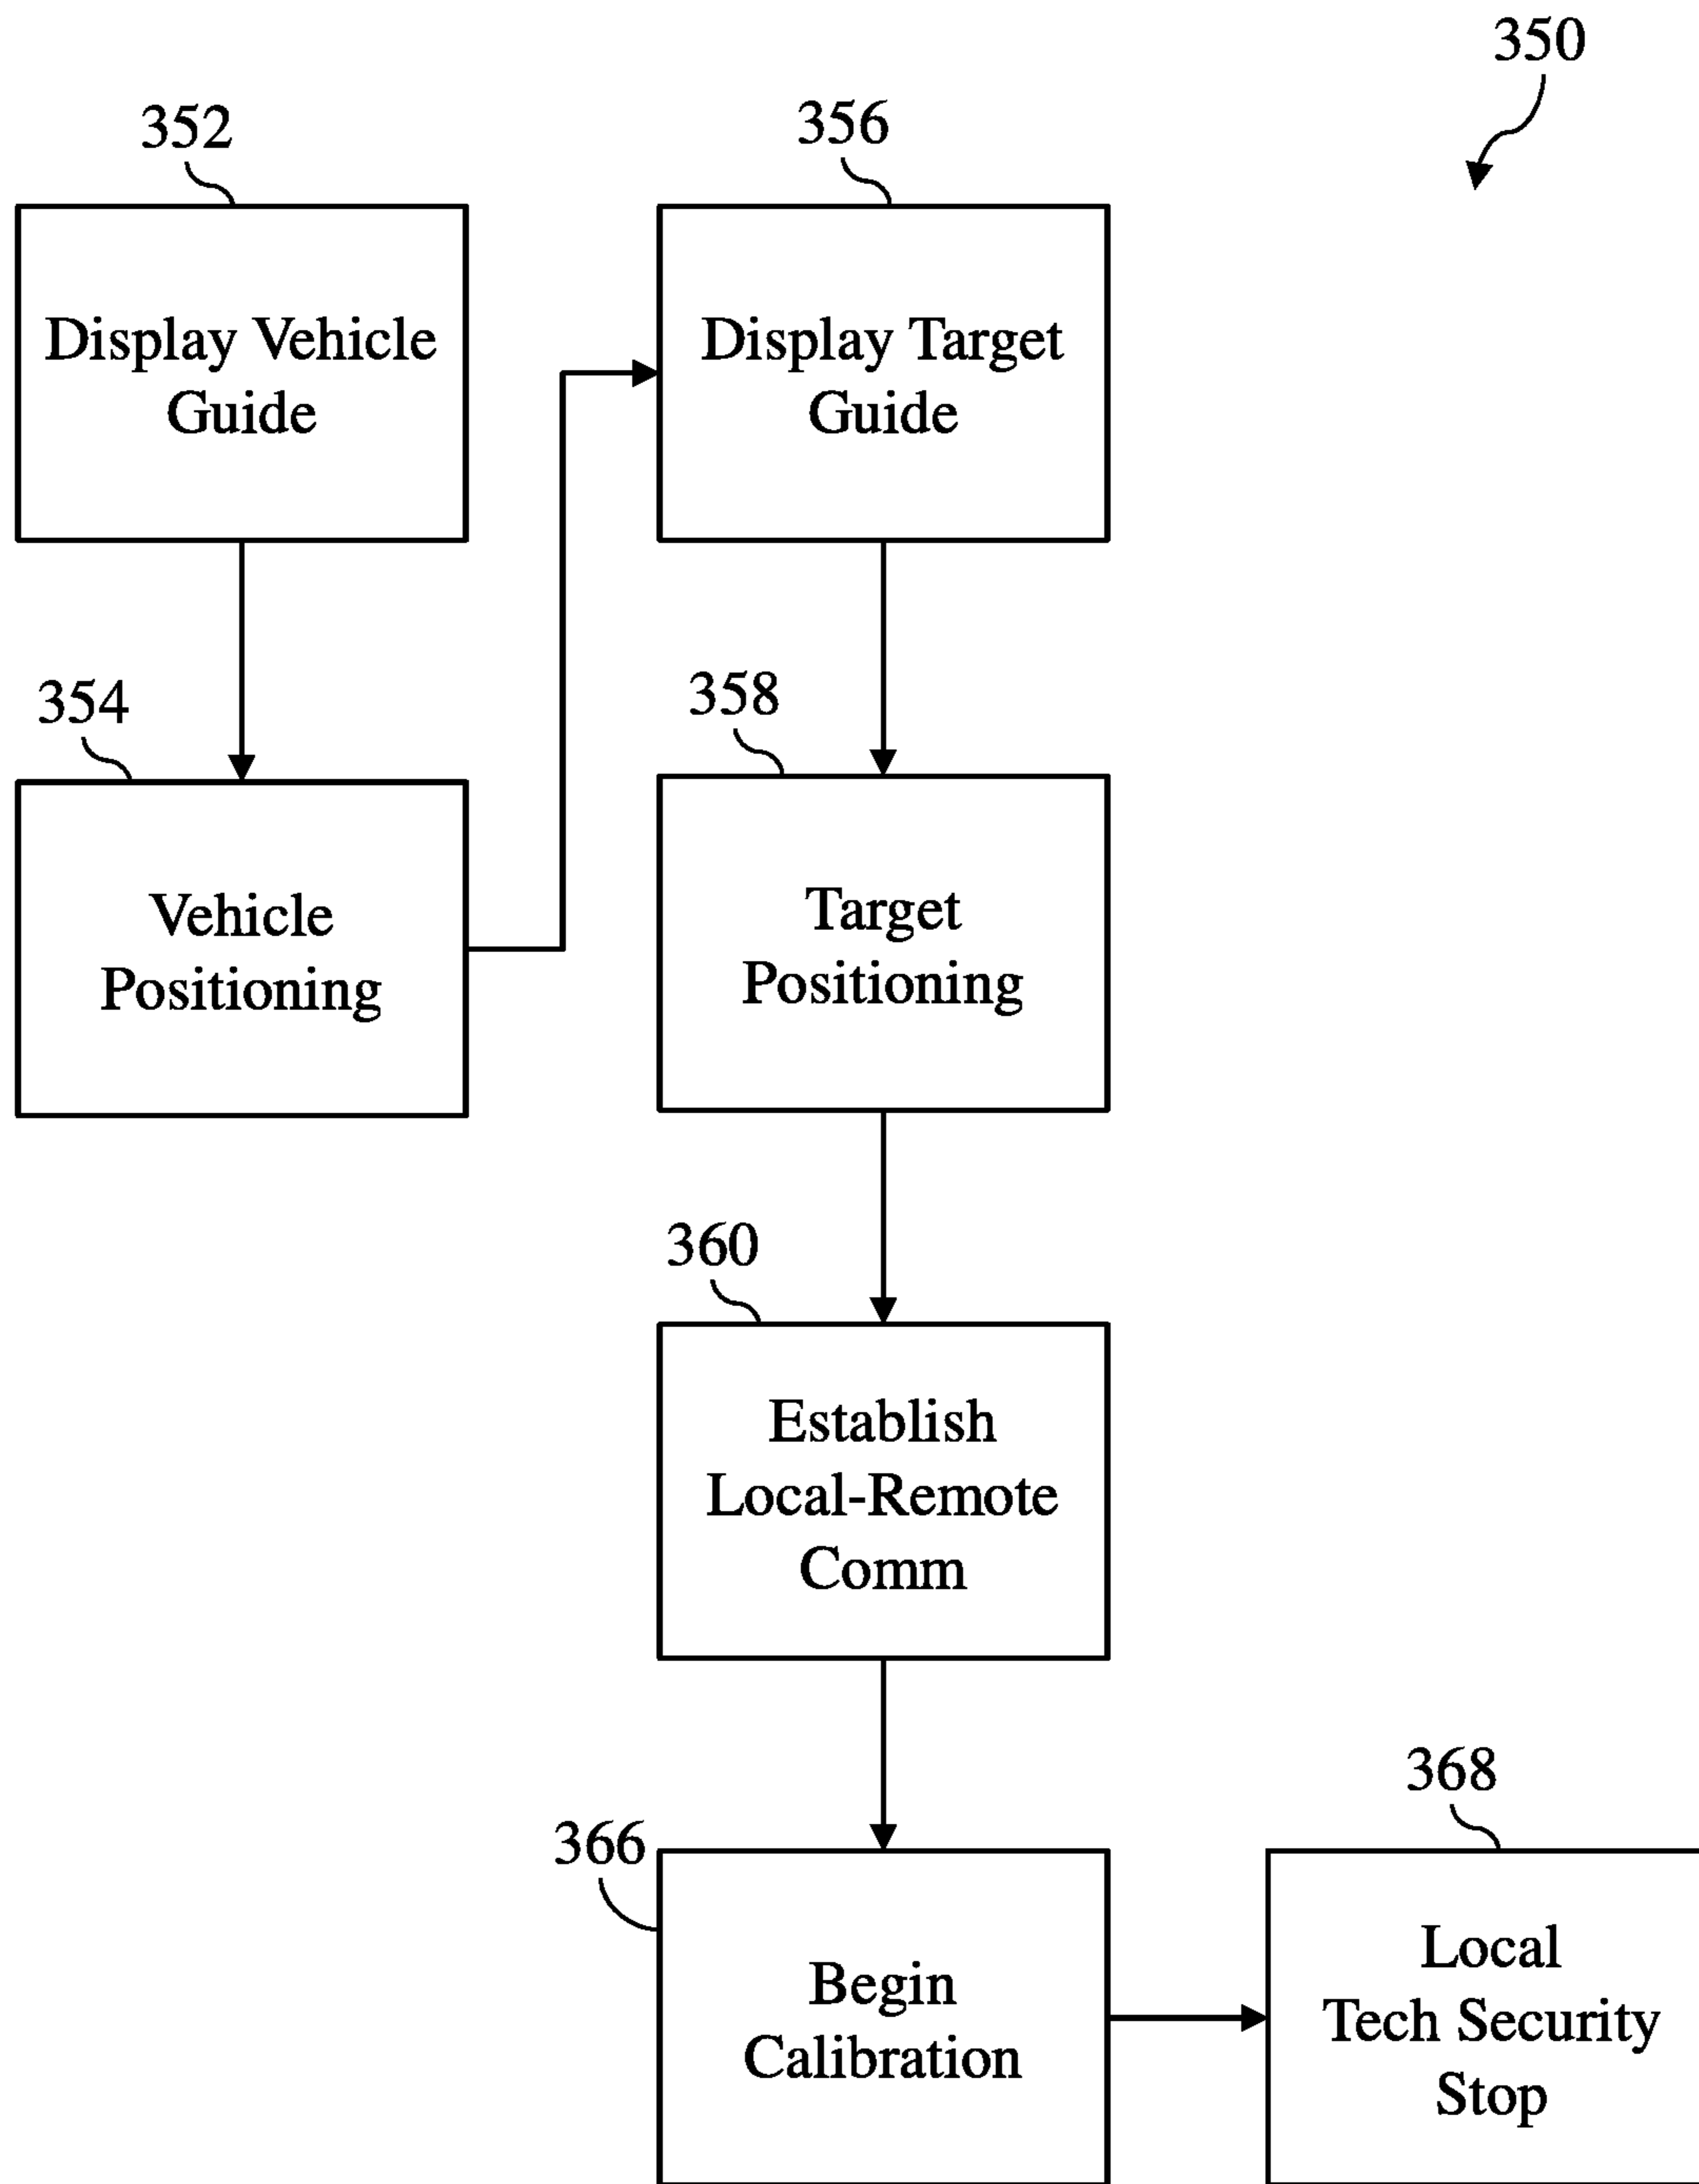 350
352
Display Vehicle
Guide
354
Vehicle
Positioning
356
Display Target
Guide
358
Target
Positioning
360
Establish
Local-Remote
Comm
366
Begin
Calibration
368
Local
Tech Security
Stop